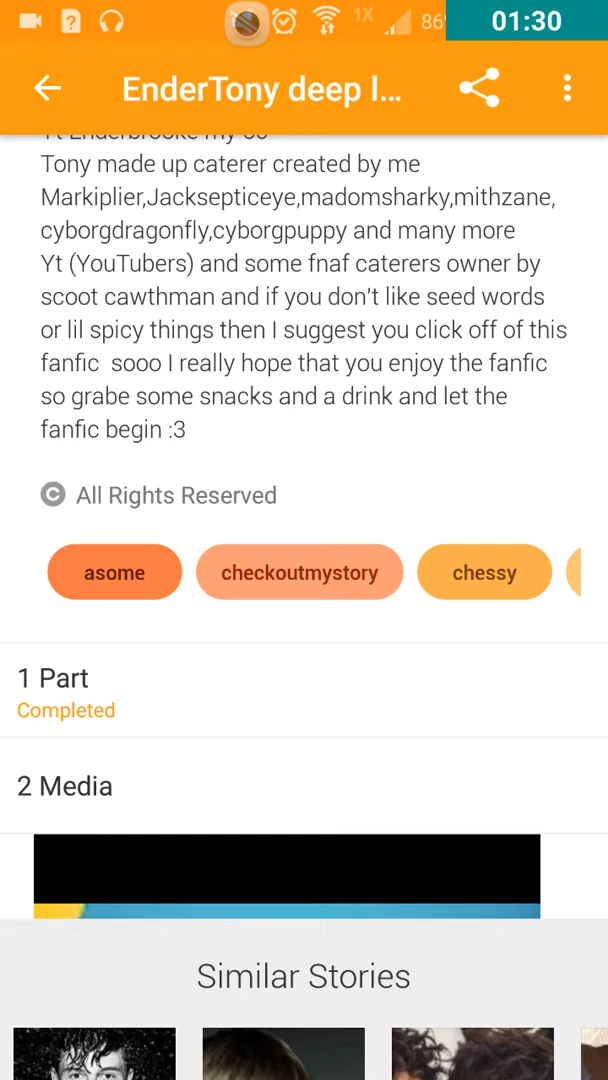 1X 86
01:30
EnderTony deep l...
Tony made up caterer created by me
Markiplier,Jacksepticeye,madomsharky,mithzane,
cyborgdragonfly,cyborgpuppy and many more
Yt (YouTubers) and some fnaf caterers owner by
scoot cawthman and if you don't like seed words
or lil spicy things then I suggest you click off of this
fanfic sooo I really hope that you enjoy the fanfic
so grabe some snacks and a drink and let the
fanfic begin :3
All Rights Reserved
asome checkoutmystory chessy
1 Part
Completed
2 Media
Similar Stories